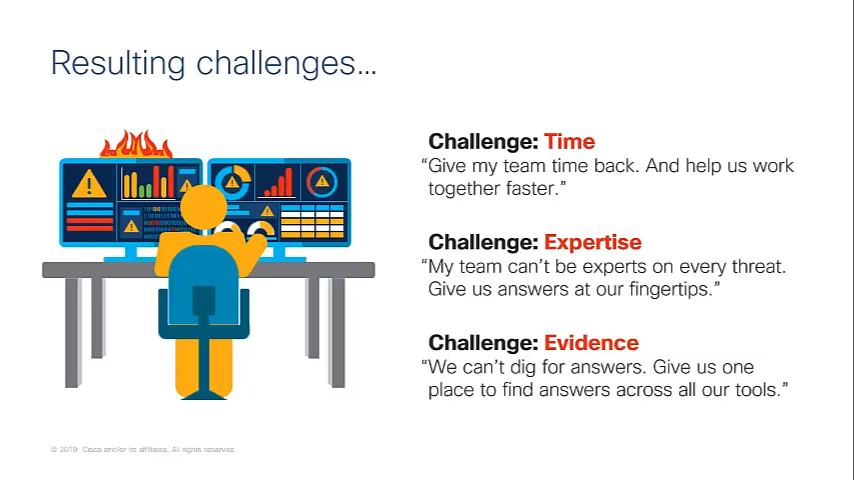 Resulting challenges...
Challenge: Time
“Give my team time back. And help us work
together faster.”
Challenge: Expertise
“My team can’t be experts on every threat.
Give us answers at our fingertips.”
Challenge: Evidence
“We can’t dig for answers. Give us one
place to find answers across all our tools.”
© 2019 Cisco and/or its affiliates. All rights reserved.